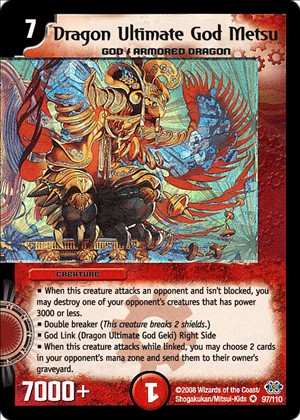 7 Dragon Ultimate God Metsu
GOD / ARMORED DRAGON
CREATURE
■ When this creature attacks an opponent and isn't blocked, you
may destroy one of your opponent's creatures that has power
3000 or less.
■ Double breaker (This creature breaks 2 shields.)
■ God Link (Dragon Ultimate God Geki) Right Side
■ When this creature attacks while linked, you may choose 2 cards
in your opponent's mana zone and send them to their owner's
graveyard.
7000+
1
©2008 Wizards of the Coast/
Shogakukan/Mitsui-Kids ✪ 97/110